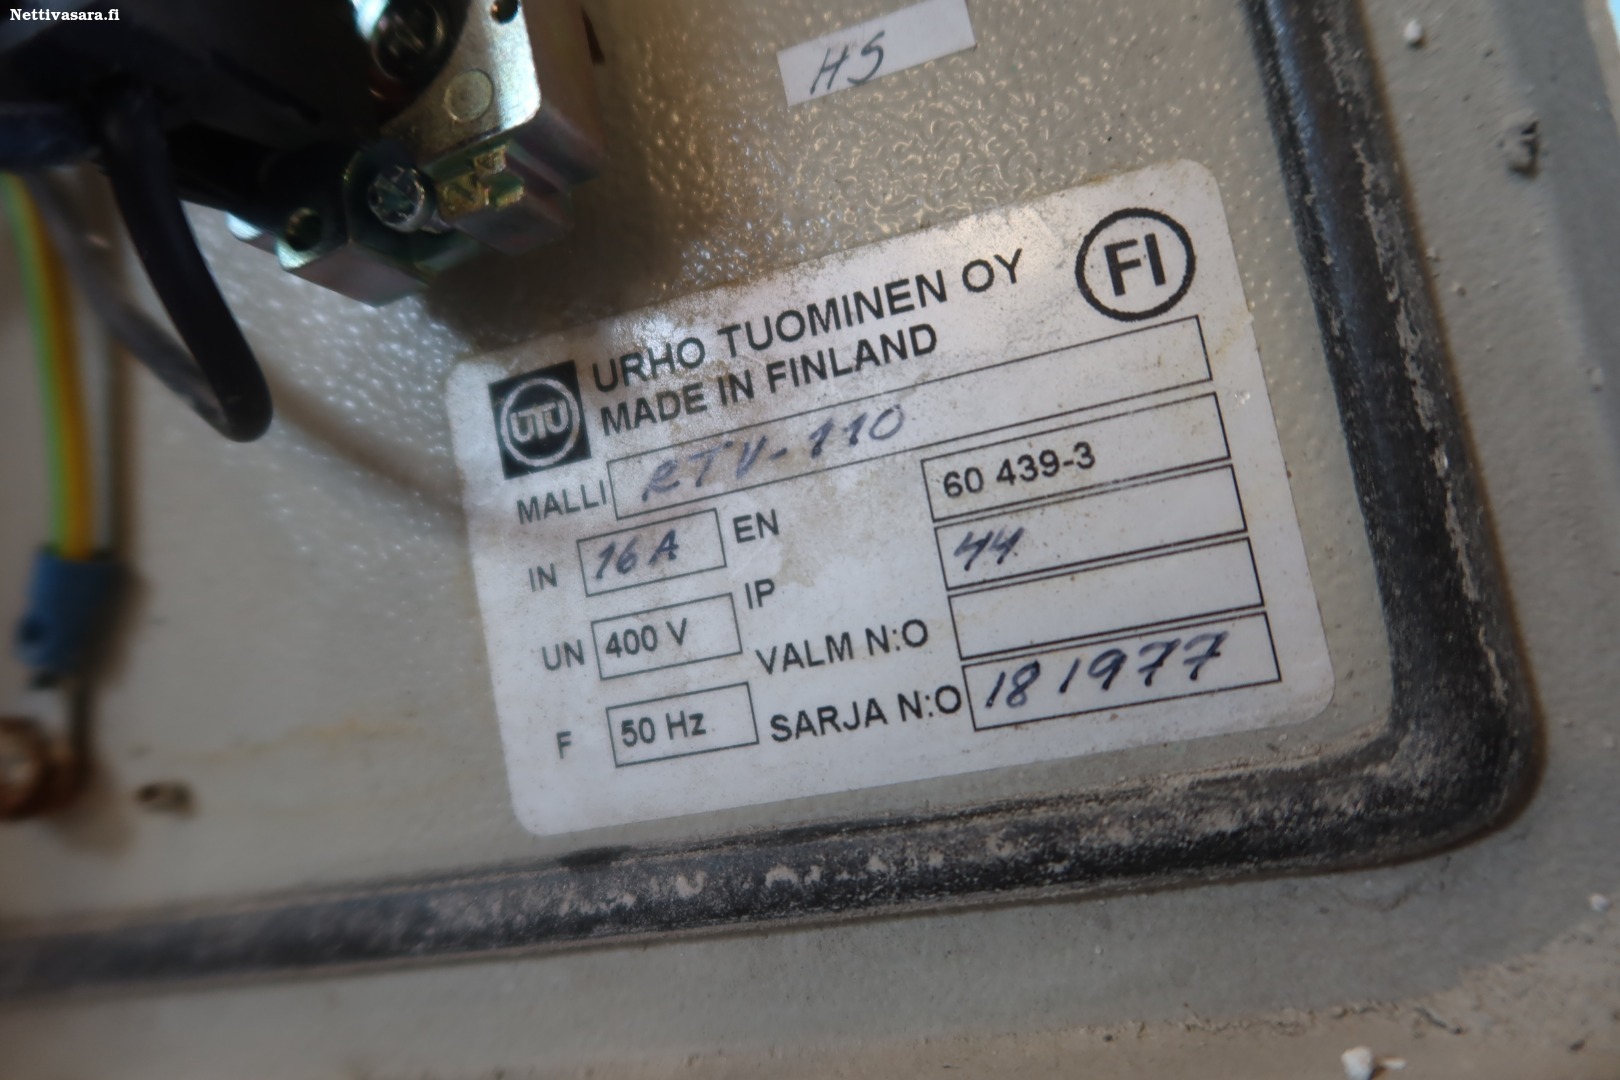 Nettivasara.fi
HS
URHO TUOMINEN OY
FI
UTU
MADE IN FINLAND
MALLI RTV-110
IN 16 A EN 60 439-3
UN 400 V IP 44
F 50 Hz VALM N:O
SARJA N:O 181977